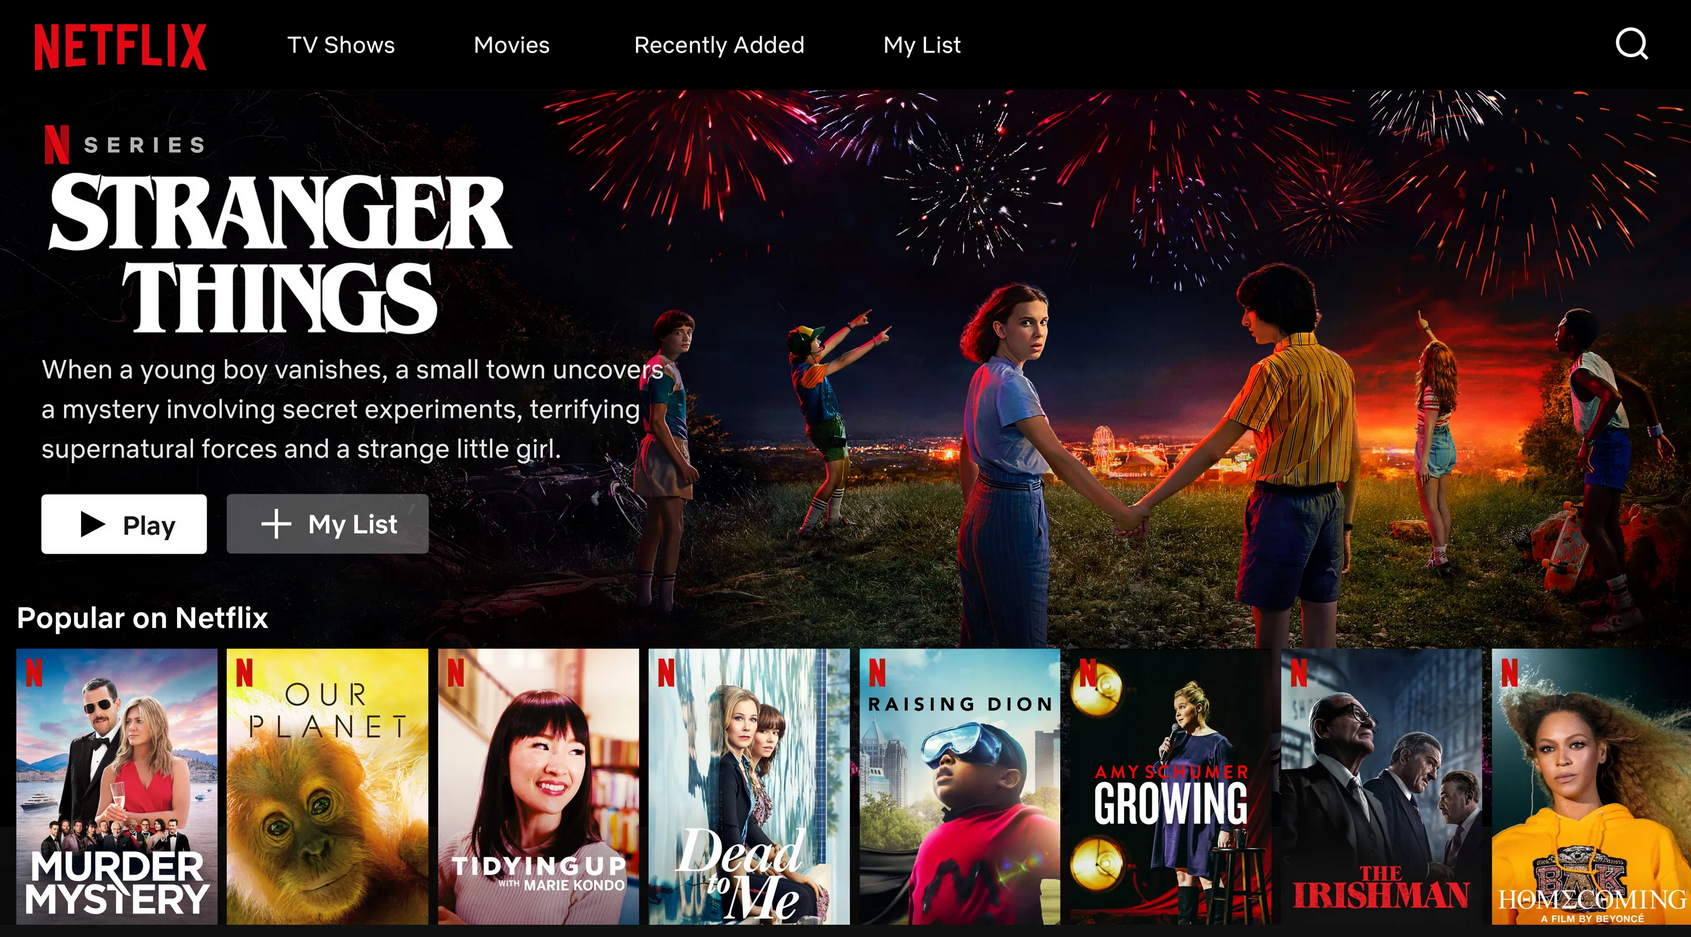 NETFLIX
TV Shows
Movies
Recently Added
My List
N SERIES
STRANGER
THINGS
When a young boy vanishes, a small town uncovers
a mystery involving secret experiments, terrifying
supernatural forces and a strange little girl.
Play
My List
Popular on Netflix
N
MURDER
MYSTERY
N
OUR
PLANET
N
TIDYING UP
WITH MARIE KONDO
N
Dead
to Me
N
RAISING DION
N
AMY SCHUMER
GROWING
N
THE
IRISHMAN
N
HOMΣCOMING
A FILM BY BEYONCÉ